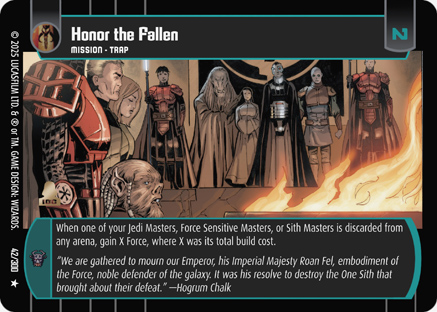 Honor the Fallen
MISSION - TRAP
N
When one of your Jedi Masters, Force Sensitive Masters, or Sith Masters is discarded from
any arena, gain X Force, where X was its total build cost.
"We are gathered to mourn our Emperor, his Imperial Majesty Roan Fel, embodiment of
the Force, noble defender of the galaxy. It was his resolve to destroy the One Sith that
brought about their defeat." —Hogrum Chalk
© 2025 LUCASFILM LTD. & ® or TM. GAME DESIGN: WIZARDS.
42/300 ★